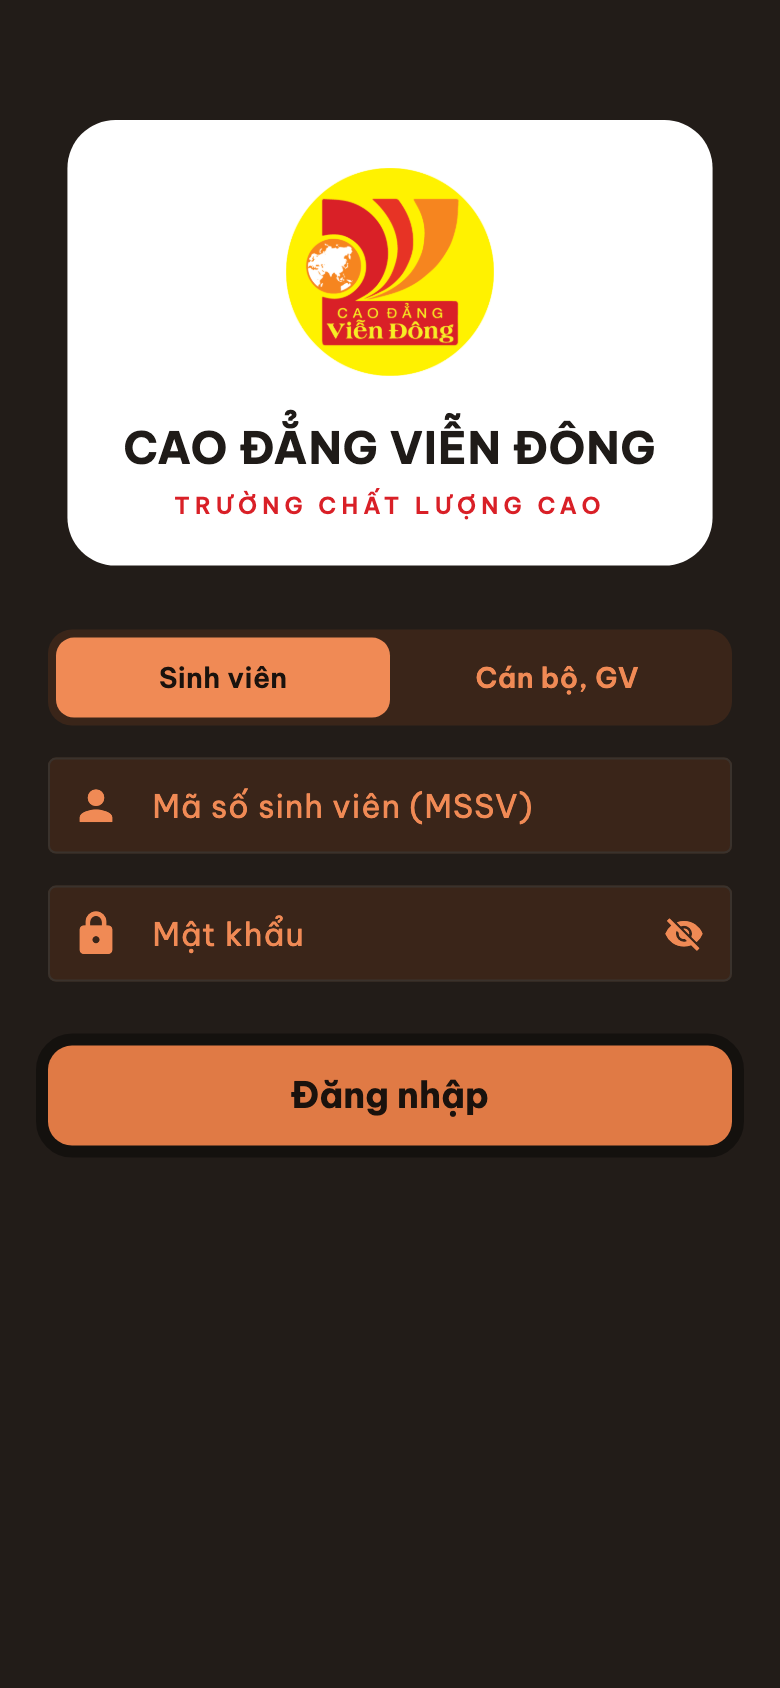 CAO ĐẲNG
Viễn Đông
CAO ĐẲNG VIỄN ĐÔNG
TRƯỜNG CHẤT LƯỢNG CAO
Sinh viên
Cán bộ, GV
Mã số sinh viên (MSSV)
Mật khẩu
Đăng nhập